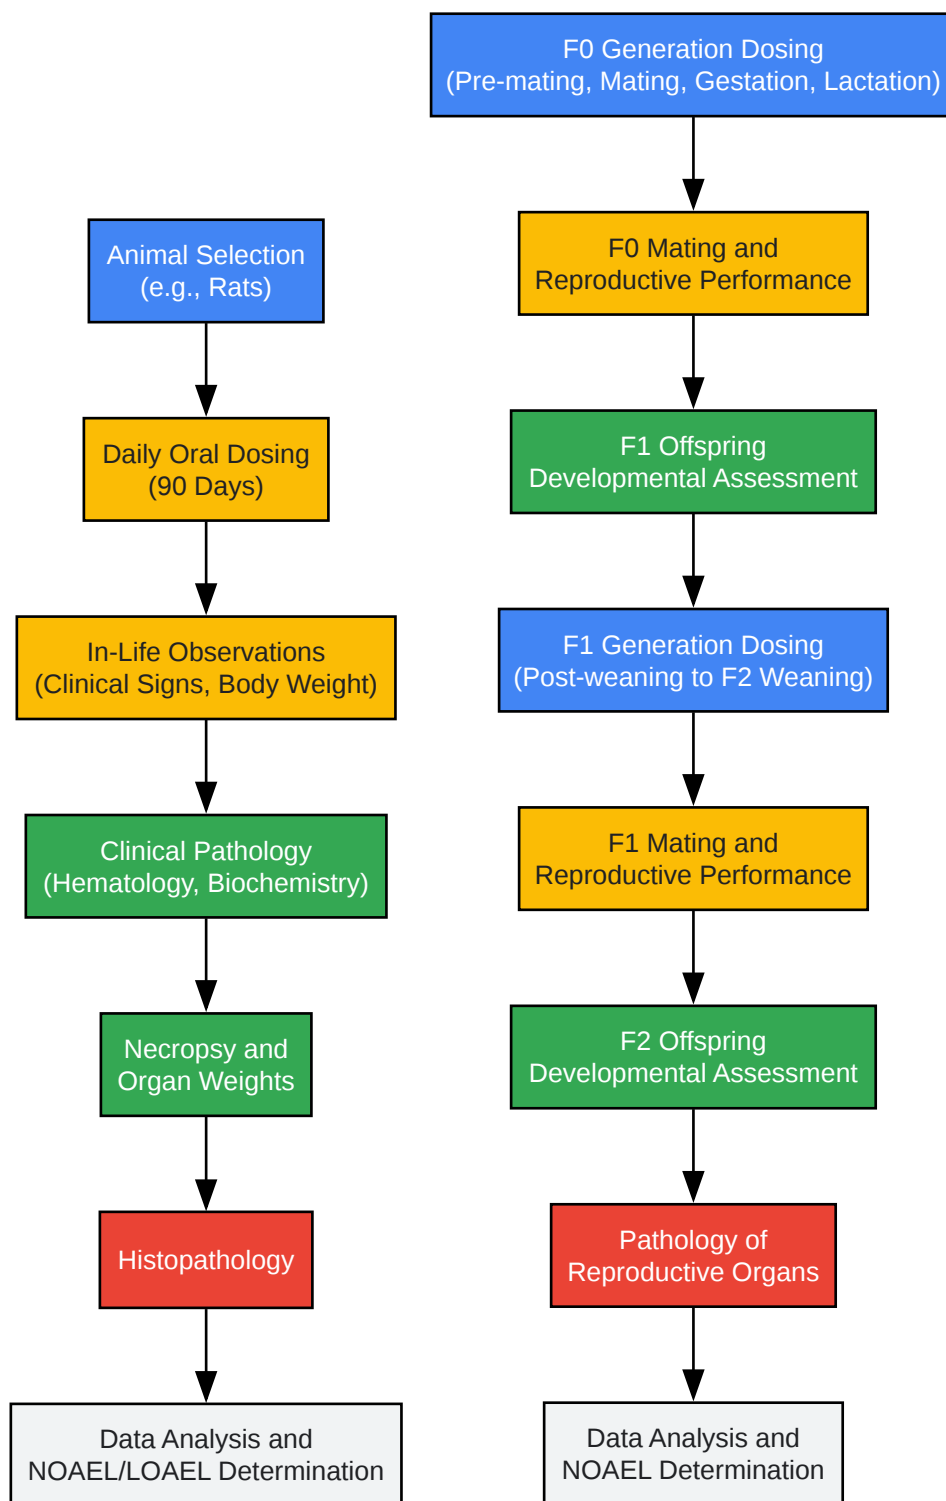 Animal Selection
(e.g., Rats)
Daily Oral Dosing
(90 Days)
In-Life Observations
(Clinical Signs, Body Weight)
Clinical Pathology
(Hematology, Biochemistry)
Necropsy and
Organ Weights
Histopathology
Data Analysis and
NOAEL/LOAEL Determination
F0 Generation Dosing
(Pre-mating, Mating, Gestation, Lactation)
F0 Mating and
Reproductive Performance
F1 Offspring
Developmental Assessment
F1 Generation Dosing
(Post-weaning to F2 Weaning)
F1 Mating and
Reproductive Performance
F2 Offspring
Developmental Assessment
Pathology of
Reproductive Organs
Data Analysis and
NOAEL Determination